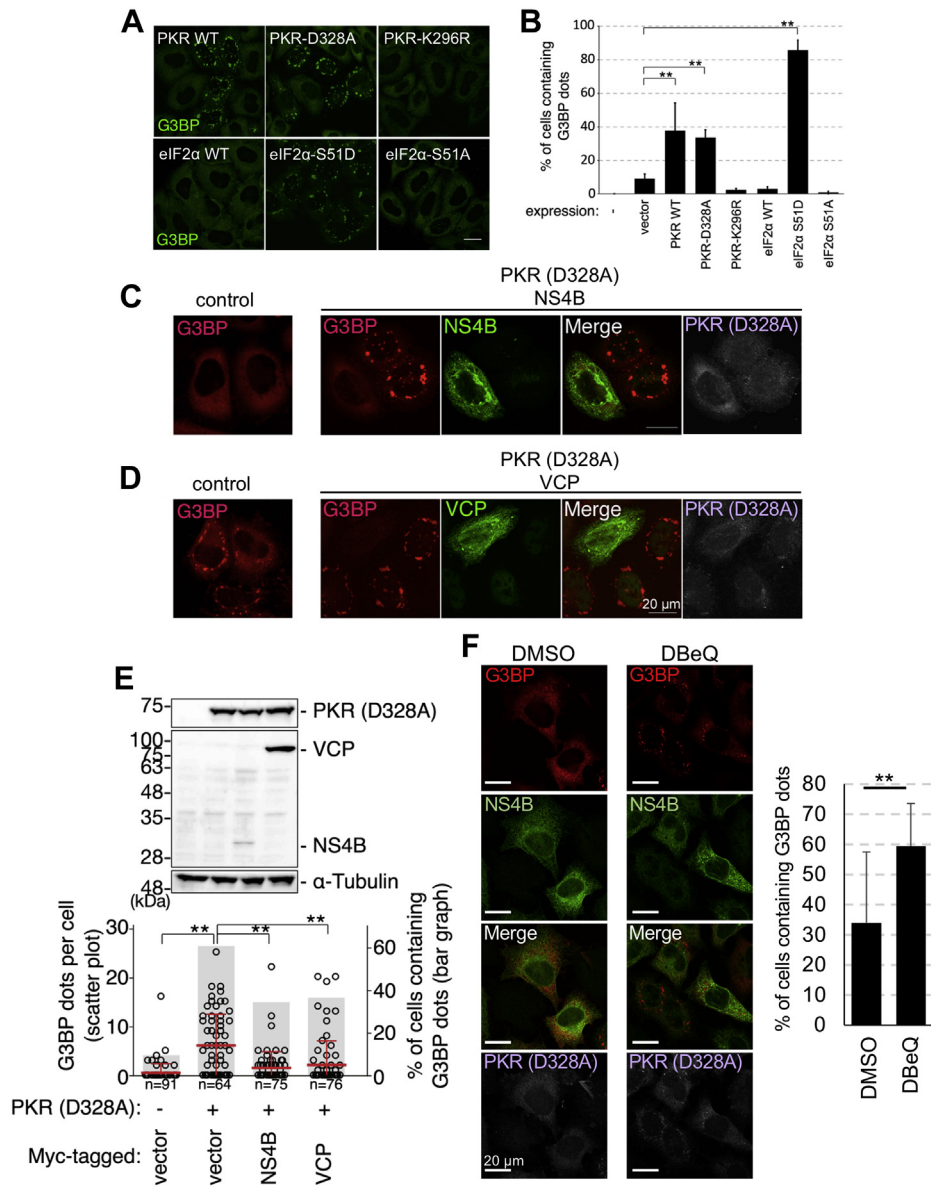 A
PKR WT
PKR-D328A
PKR-K296R
G3BP
eIF2α WT
eIF2α-S51D
eIF2α-S51A
G3BP
B
% of cells containing
G3BP dots
100
80
60
40
20
0
**
**
**
expression:
-
vector
PKR WT
PKR-D328A
PKR-K296R
eIF2α WT
eIF2α S51D
eIF2α S51A
C
control
PKR (D328A)
NS4B
G3BP
G3BP
NS4B
Merge
PKR (D328A)
D
control
PKR (D328A)
VCP
G3BP
G3BP
VCP
Merge
PKR (D328A)
20 μm
E
75-
- PKR (D328A)
100
75
63
48
35
28
- VCP
- NS4B
48-
- α-Tubulin
(kDa)
G3BP dots per cell
(scatter plot)
30
20
10
0
**
**
**
60
40
20
0
% of cells containing
G3BP dots (bar graph)
n=91
n=64
n=75
n=76
PKR (D328A): - + + +
Myc-tagged:
vector
vector
NS4B
VCP
F
DMSO
DBeQ
G3BP
G3BP
NS4B
NS4B
Merge
Merge
PKR (D328A)
PKR (D328A)
20 μm
% of cells containing G3BP dots
80
70
60
50
40
30
20
10
0
**
DMSO
DBeQ